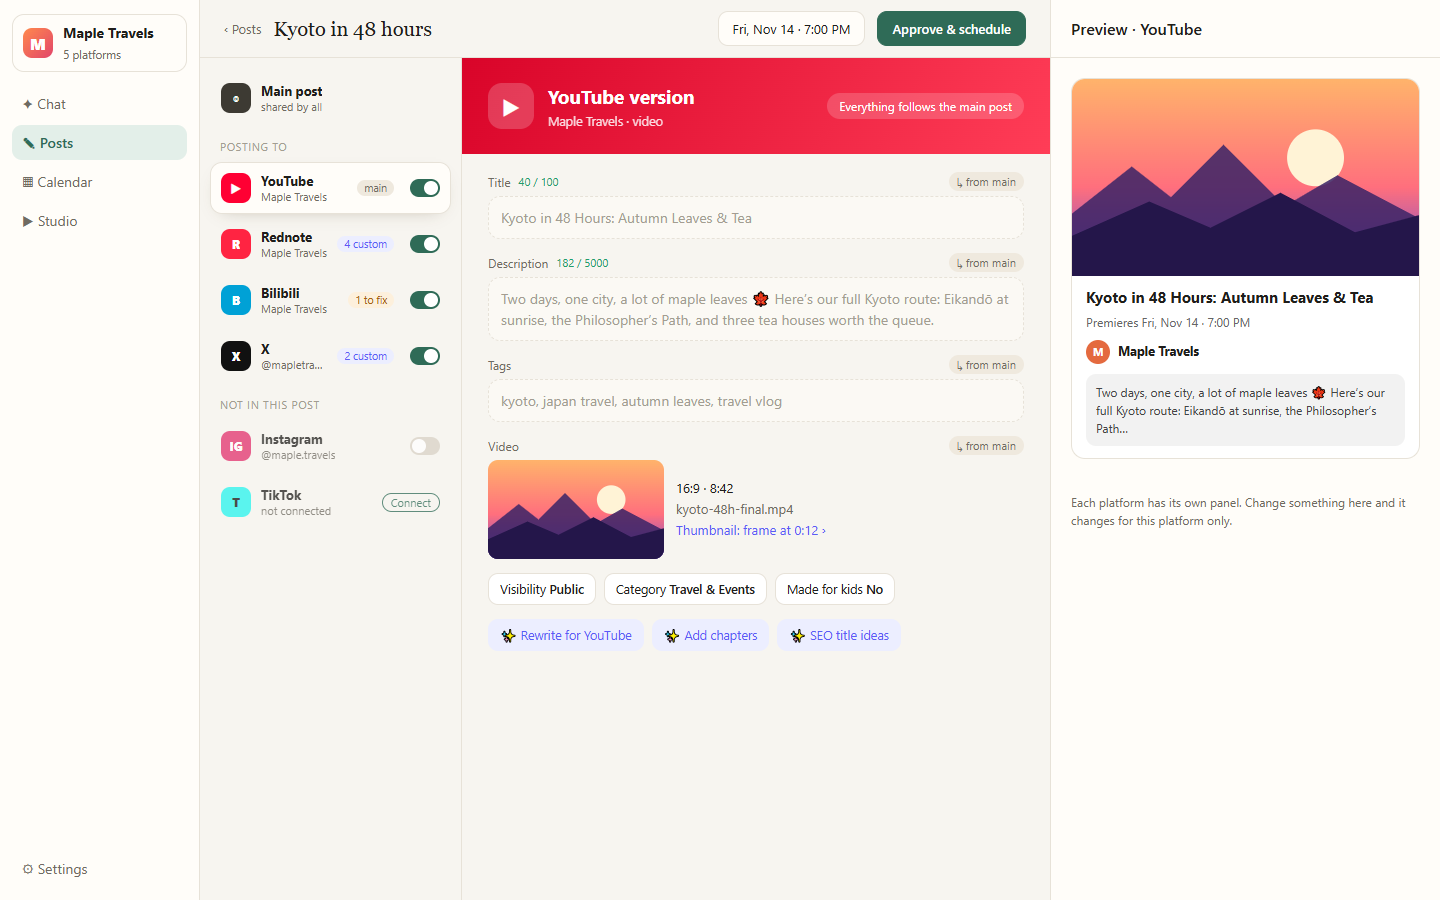 M
Maple Travels
5 platforms
Chat
Posts
Calendar
Studio
Settings
‹ Posts
Kyoto in 48 hours
Fri, Nov 14 · 7:00 PM
Approve & schedule
Main post
shared by all
POSTING TO
YouTube
Maple Travels
main
R
Rednote
Maple Travels
4 custom
B
Bilibili
Maple Travels
1 to fix
X
X
@mapletra...
2 custom
NOT IN THIS POST
IG
Instagram
@maple.travels
T
TikTok
not connected
Connect
YouTube version
Maple Travels · video
Everything follows the main post
Title 40 / 100
↳ from main
Kyoto in 48 Hours: Autumn Leaves & Tea
Description 182 / 5000
↳ from main
Two days, one city, a lot of maple leaves 🍁 Here’s our full Kyoto route: Eikandō at
sunrise, the Philosopher’s Path, and three tea houses worth the queue.
Tags
↳ from main
kyoto, japan travel, autumn leaves, travel vlog
Video
↳ from main
16:9 · 8:42
kyoto-48h-final.mp4
Thumbnail: frame at 0:12 ›
Visibility Public
Category Travel & Events
Made for kids No
✨ Rewrite for YouTube
✨ Add chapters
✨ SEO title ideas
Preview · YouTube
Kyoto in 48 Hours: Autumn Leaves & Tea
Premieres Fri, Nov 14 · 7:00 PM
M
Maple Travels
Two days, one city, a lot of maple leaves 🍁 Here’s our
full Kyoto route: Eikandō at sunrise, the Philosopher’s
Path...
Each platform has its own panel. Change something here and it
changes for this platform only.